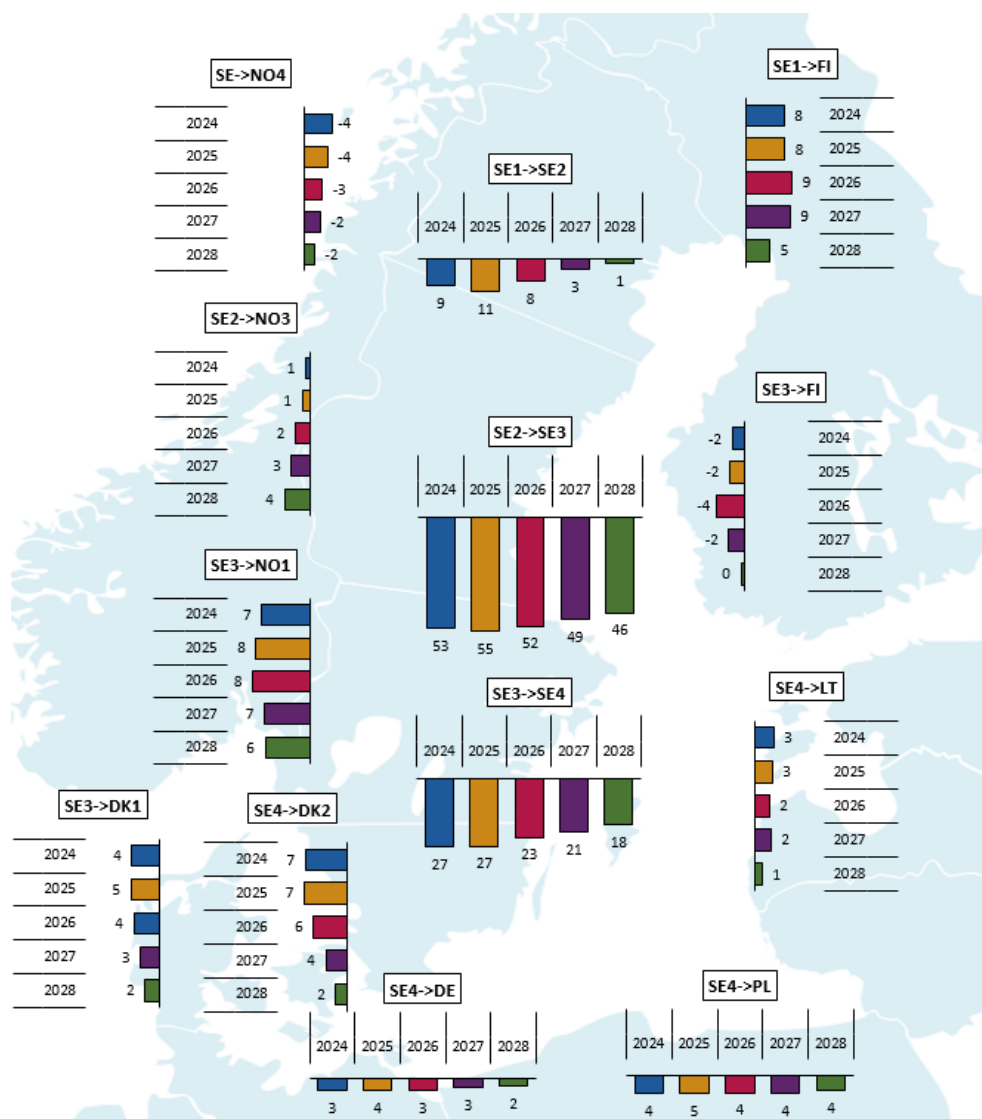 SE->NO4
2024 -4
2025 -4
2026 -3
2027 -2
2028 -2
SE1->FI
8 2024
8 2025
9 2026
9 2027
5 2028
SE1->SE2
2024 2025 2026 2027 2028
9 11 8 3 1
SE2->NO3
2024 1
2025 1
2026 2
2027 3
2028 4
SE3->FI
-2 2024
-2 2025
-4 2026
-2 2027
0 2028
SE2->SE3
2024 2025 2026 2027 2028
53 55 52 49 46
SE3->NO1
2024 7
2025 8
2026 8
2027 7
2028 6
SE3->SE4
2024 2025 2026 2027 2028
27 27 23 21 18
SE4->LT
3 2024
3 2025
2 2026
2 2027
1 2028
SE3->DK1
2024 4
2025 5
2026 4
2027 3
2028 2
SE4->DK2
2024 7
2025 7
2026 6
2027 4
2028 2
SE4->DE
2024 2025 2026 2027 2028
3 4 3 3 2
SE4->PL
2024 2025 2026 2027 2028
4 5 4 4 4